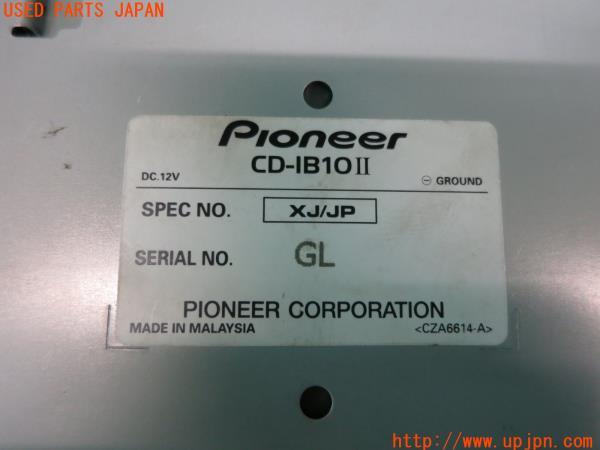 USED PARTS JAPAN
Pioneer
CD-IB10II
DC.12V
⊖ GROUND
SPEC NO. XJ/JP
SERIAL NO. GL
PIONEER CORPORATION
MADE IN MALAYSIA
<CZA6614-A>
http://www.upjpn.com/